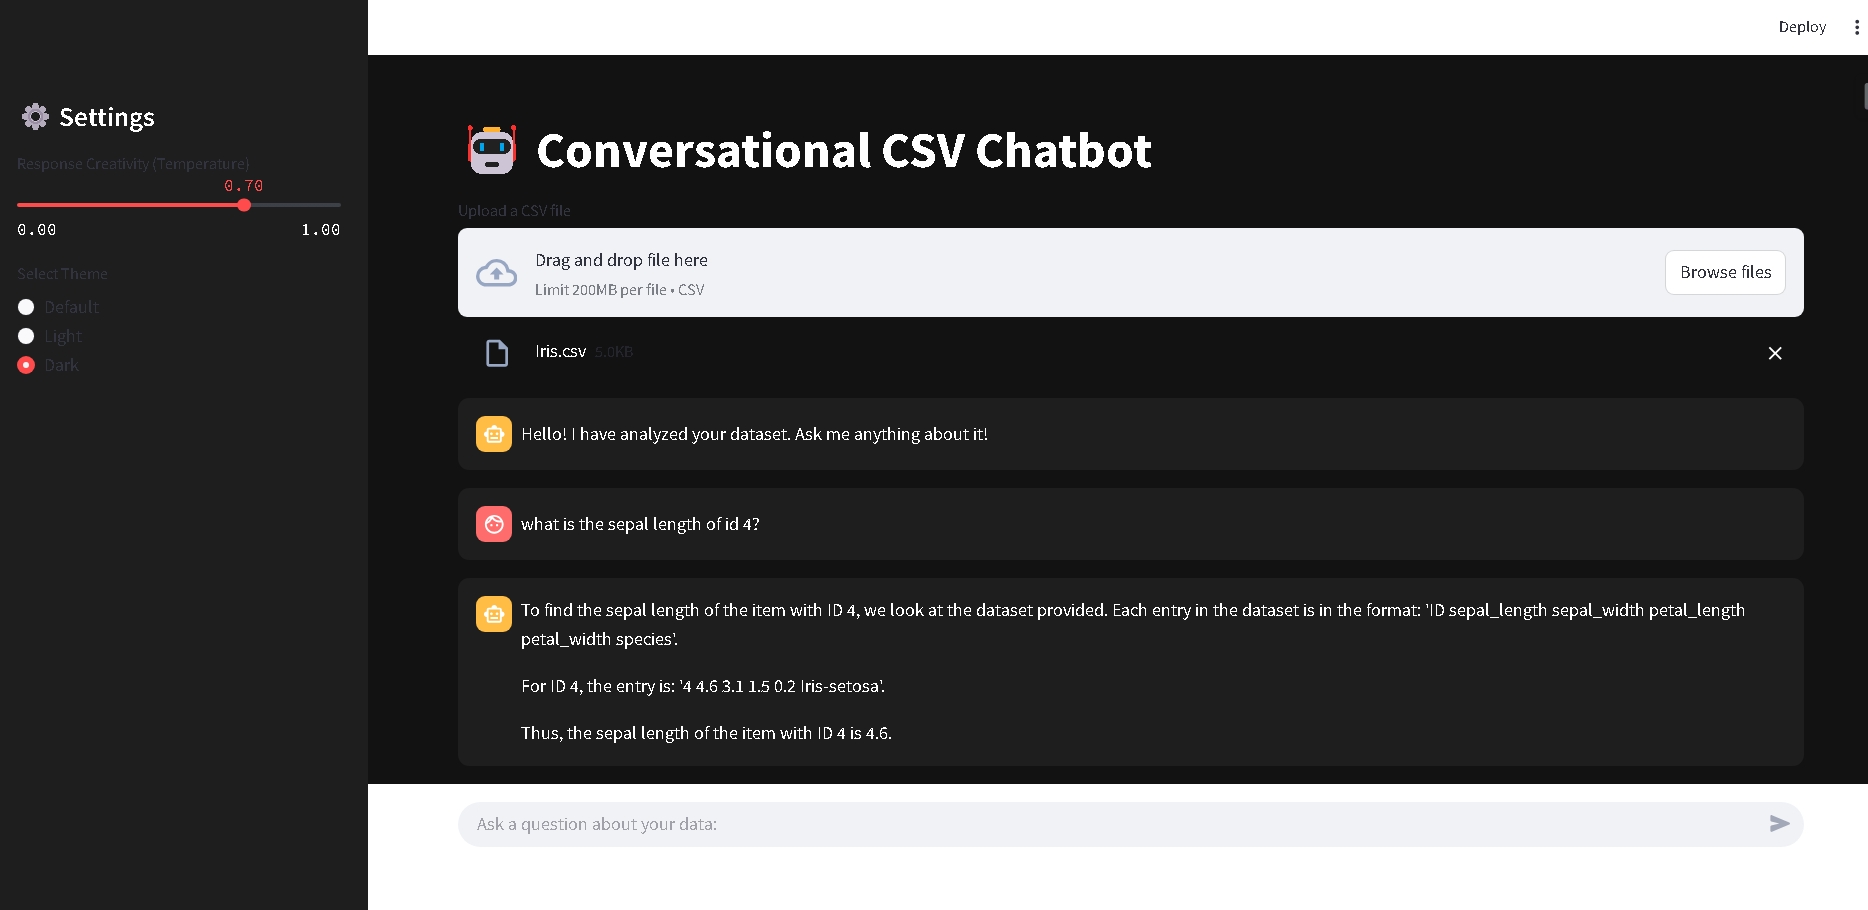 Deploy
Settings
Response Creativity (Temperature)
0.70
0.00
1.00
Select Theme
Default
Light
Dark
Conversational CSV Chatbot
Upload a CSV file
Drag and drop file here
Limit 200MB per file • CSV
Browse files
Iris.csv 5.0KB
Hello! I have analyzed your dataset. Ask me anything about it!
what is the sepal length of id 4?
To find the sepal length of the item with ID 4, we look at the dataset provided. Each entry in the dataset is in the format: 'ID sepal_length sepal_width petal_length
petal_width species'.
For ID 4, the entry is: '4 4.6 3.1 1.5 0.2 Iris-setosa'.
Thus, the sepal length of the item with ID 4 is 4.6.
Ask a question about your data: